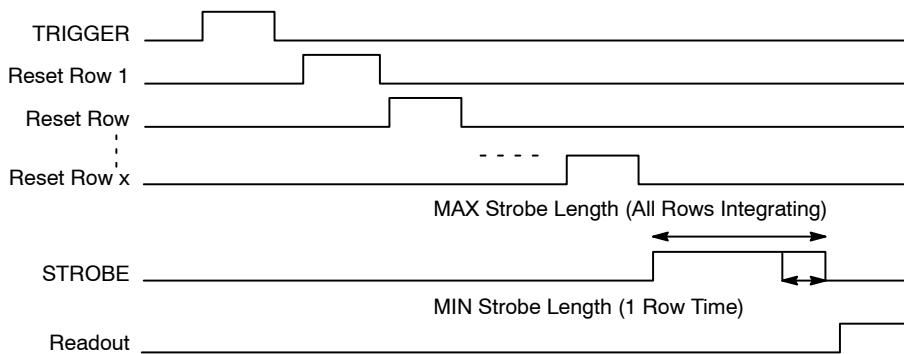 TRIGGER
Reset Row 1
Reset Row
Reset Row x
MAX Strobe Length (All Rows Integrating)
STROBE
MIN Strobe Length (1 Row Time)
Readout